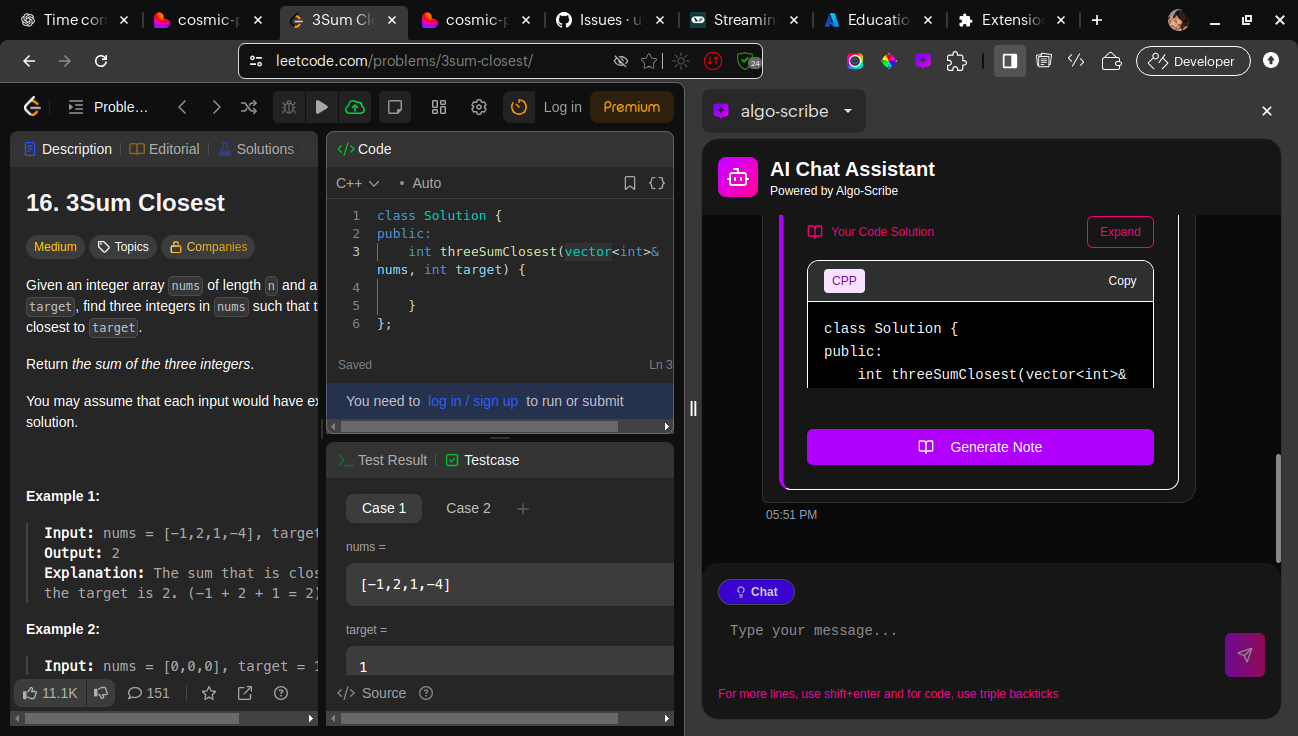 Time con
cosmic-p
3Sum Cl
cosmic-p
Issues · u
Streamin
Educatio
Extensio
leetcode.com/problems/3sum-closest/
24
Developer
Proble...
Log in
Premium
Description
Editorial
Solutions
16. 3Sum Closest
Medium
Topics
Companies
Given an integer array nums of length n and a
target, find three integers in nums such that t
closest to target.
Return the sum of the three integers.
You may assume that each input would have ex
solution.
Example 1:
Input: nums = [-1,2,1,-4], target
Output: 2
Explanation: The sum that is clos
the target is 2. (-1 + 2 + 1 = 2)
Example 2:
Input: nums = [0,0,0], target = 1
11.1K
151
</> Code
C++
• Auto
1 class Solution {
2 public:
3 int threeSumClosest(vector<int>&
nums, int target) {
4
5 }
6 };
Saved
Ln 3
You need to log in / sign up to run or submit
Test Result
Testcase
Case 1
Case 2
+
nums =
[-1,2,1,-4]
target =
1
</> Source
algo-scribe
AI Chat Assistant
Powered by Algo-Scribe
Your Code Solution
Expand
CPP
Copy
class Solution {
public:
int threeSumClosest(vector<int>&
Generate Note
05:51 PM
Chat
Type your message...
For more lines, use shift+enter and for code, use triple backticks